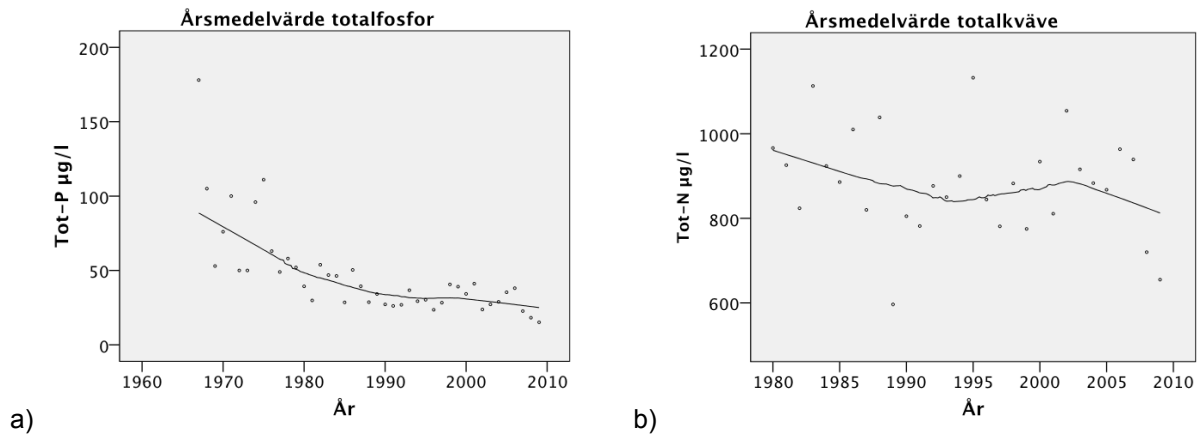 Årsmedelvärde totalfosfor
200
150
100
50
0
Tot-P µg/l
1960 1970 1980 1990 2000 2010
År
a)
Årsmedelvärde totalkväve
1200
1000
800
600
Tot-N µg/l
1980 1985 1990 1995 2000 2005 2010
År
b)